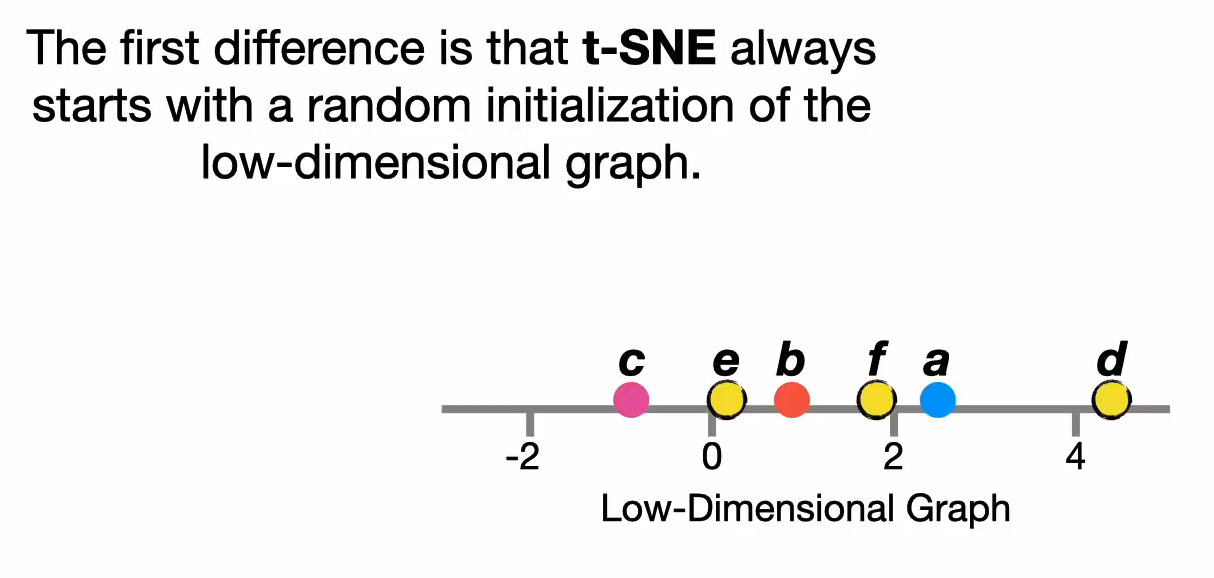 The first difference is that t-SNE always
starts with a random initialization of the
low-dimensional graph.
c e b f a d
-2 0 2 4
Low-Dimensional Graph